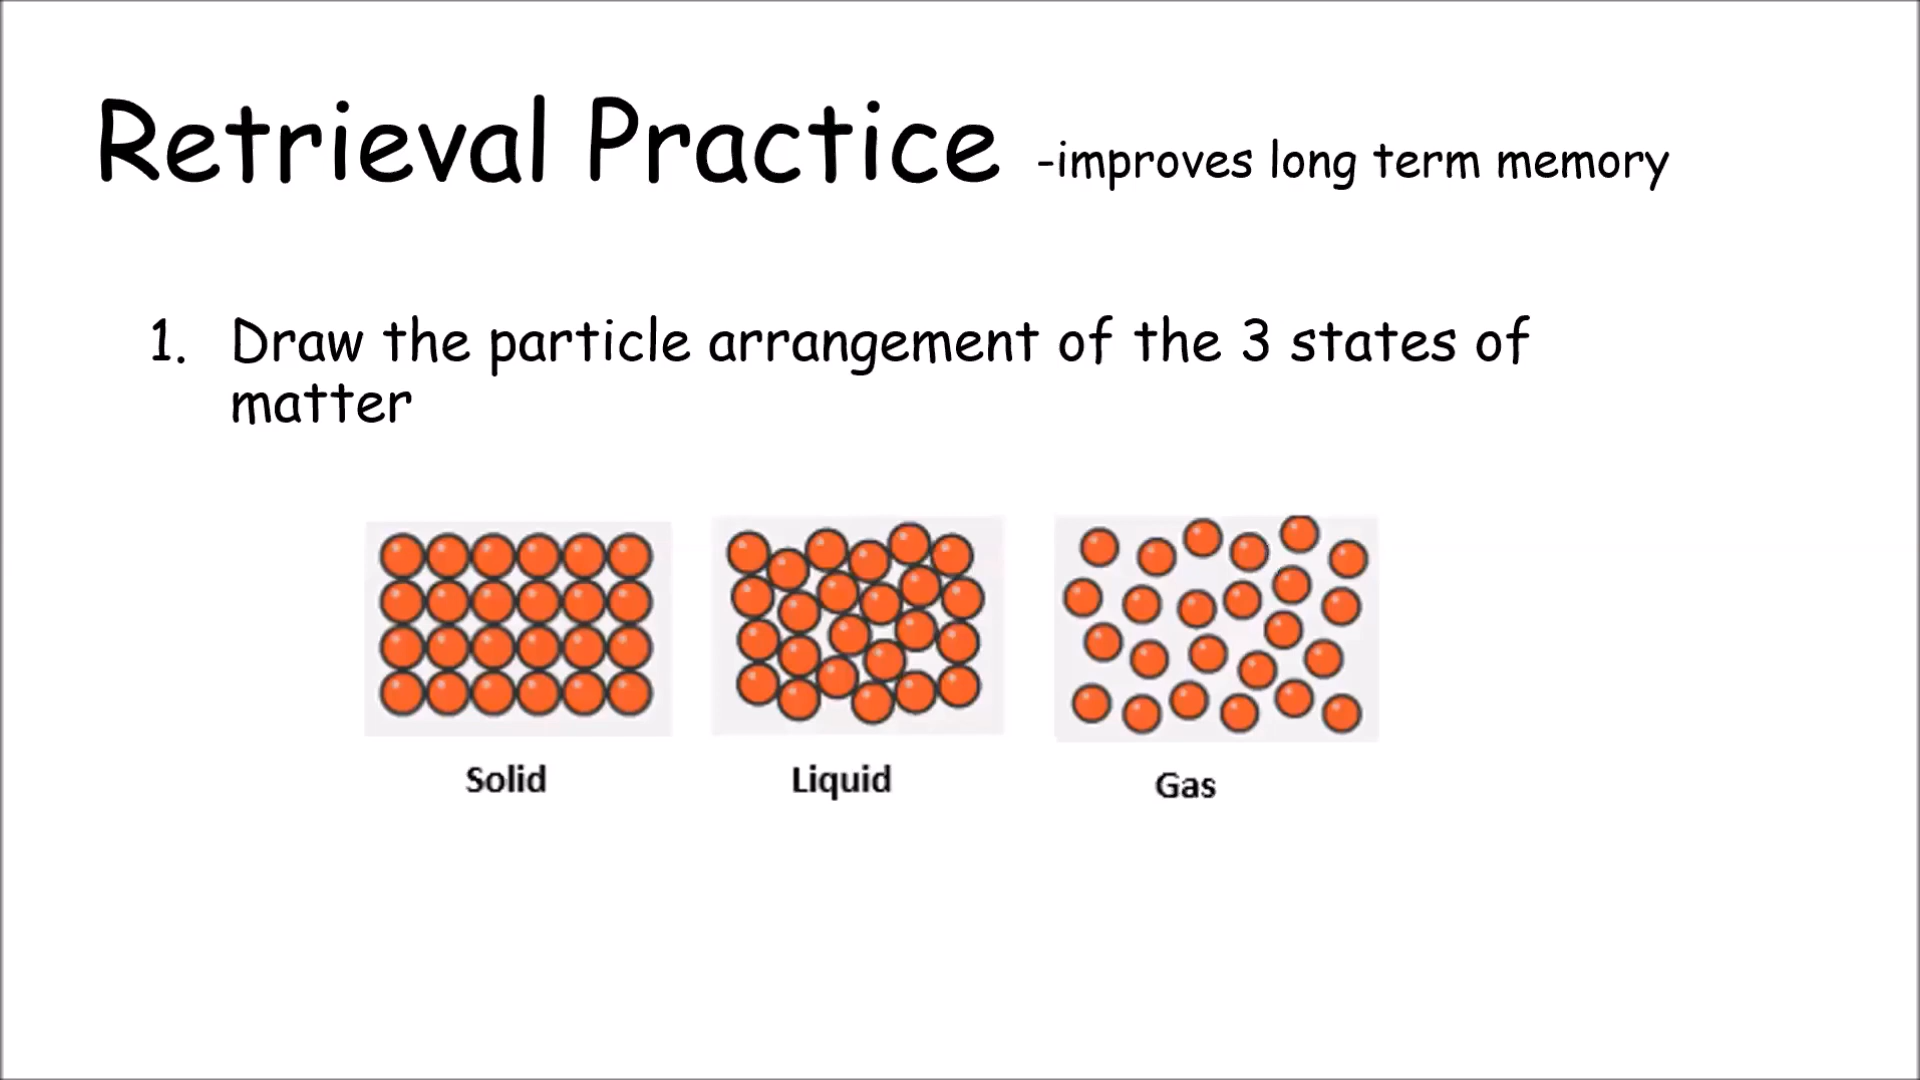 Retrieval Practice -improves long term memory
1. Draw the particle arrangement of the 3 states of
matter
Solid Liquid Gas